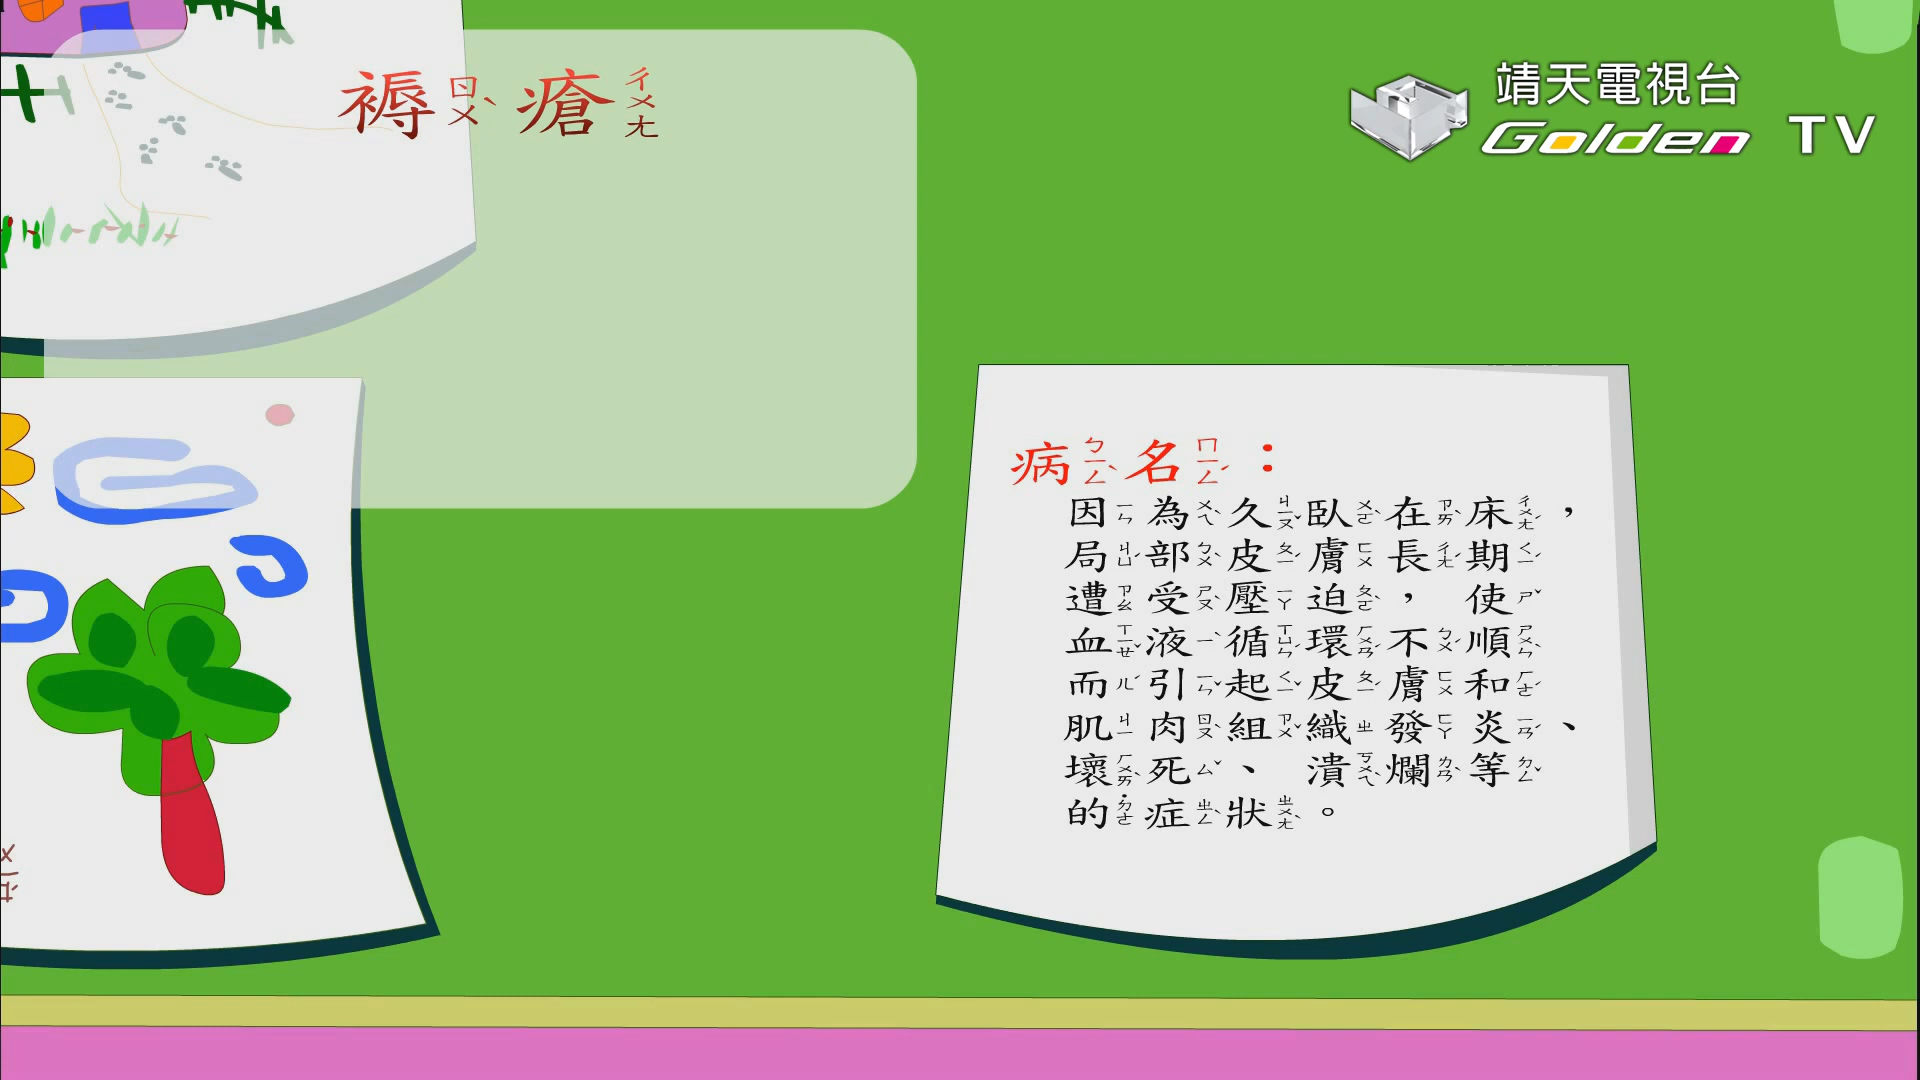 褥瘡
靖天電視台
Golden TV
病名：
因為久臥在床，
局部皮膚長期
遭受壓迫，使
血液循環不順
而引起皮膚和
肌肉組織發炎、
壞死、潰爛等
的症狀。